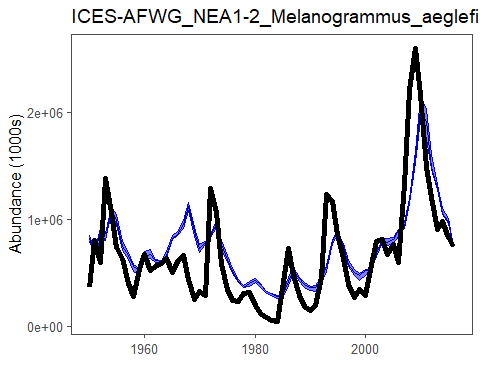 ICES-AFWG_NEA1-2_Melanogrammus_aeglefi
Abundance (1000s)
2e+06
1e+06
0e+00
1960 1980 2000